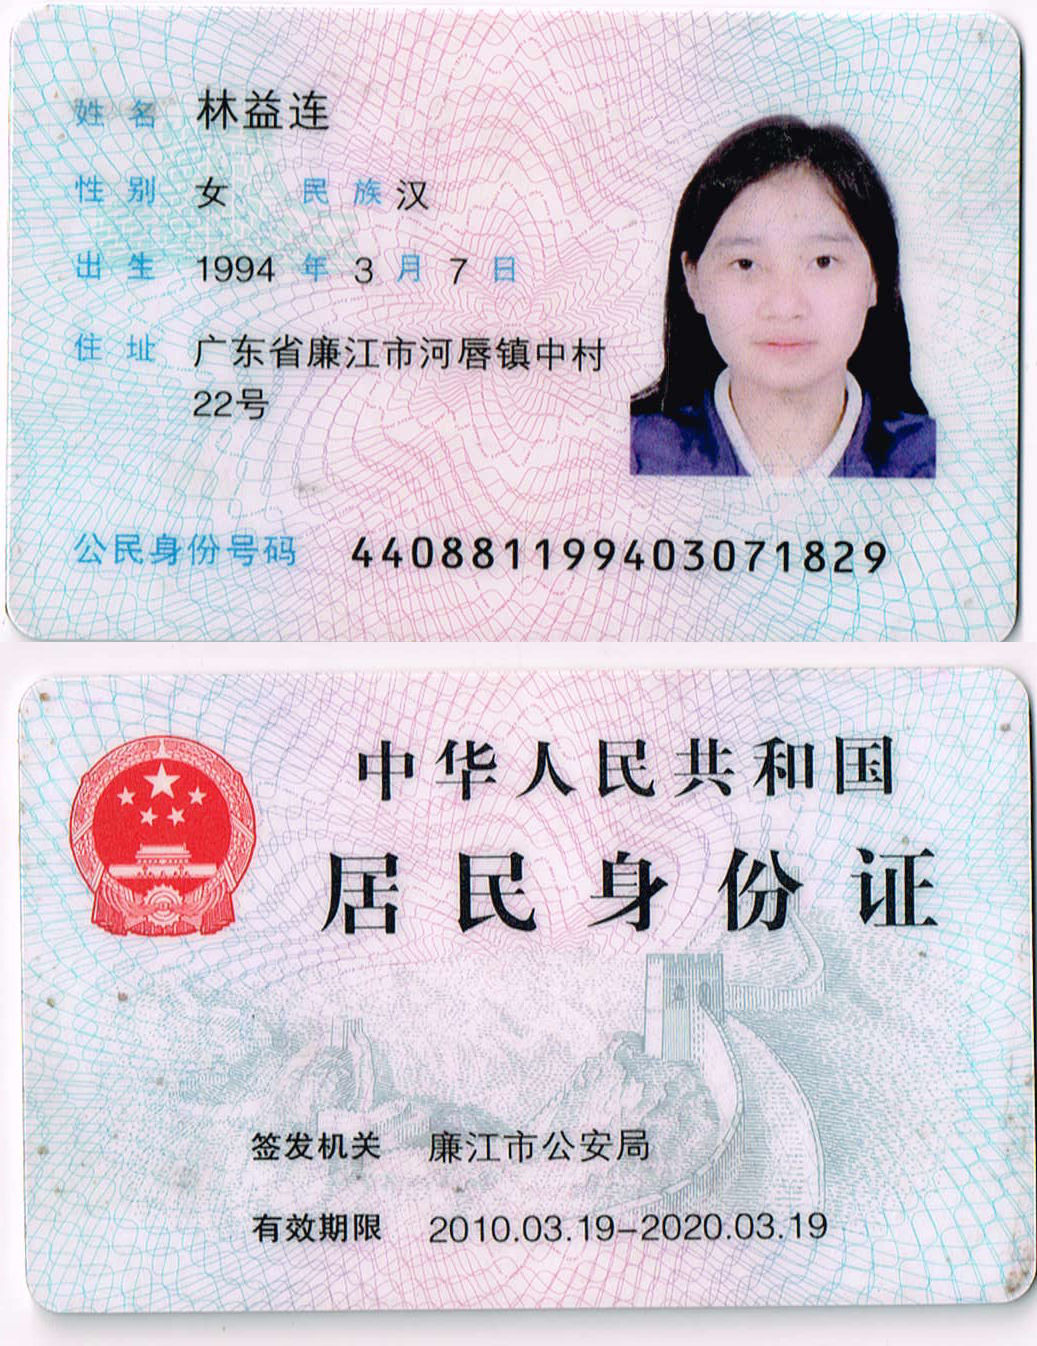 姓名 林益连
性别 女 民族 汉
出生 1994 年 3 月 7 日
住址 广东省廉江市河唇镇中村
22号
公民身份号码 440881199403071829
中华人民共和国
居民身份证
签发机关 廉江市公安局
有效期限 2010.03.19-2020.03.19